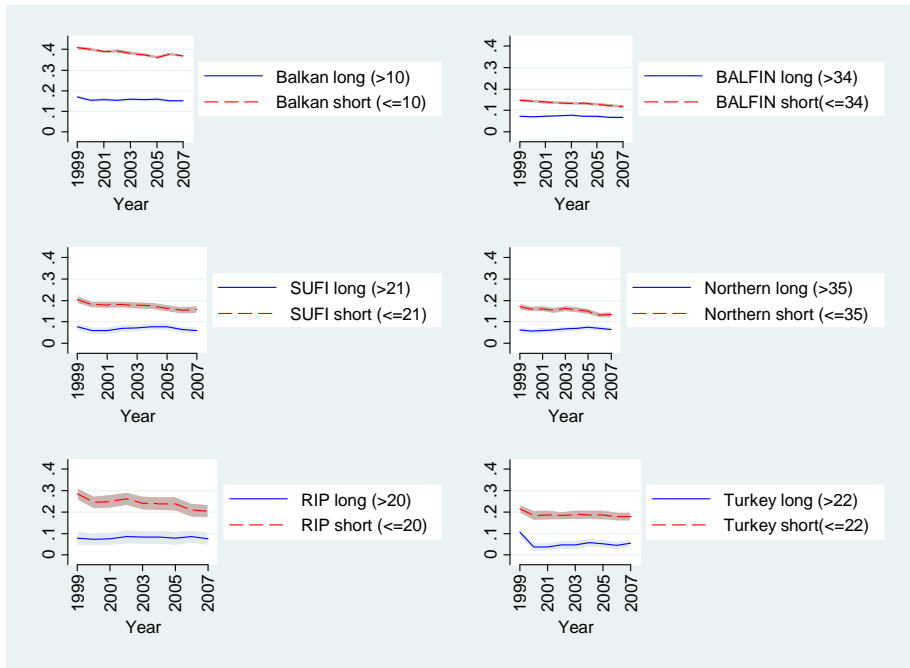 0 .1 .2 .3 .4
1999 2001 2003 2005 2007
Year
Balkan long (>10)
Balkan short (<=10)
0 .1 .2 .3 .4
1999 2001 2003 2005 2007
Year
BALFIN long (>34)
BALFIN short(<=34)
0 .1 .2 .3 .4
1999 2001 2003 2005 2007
Year
SUFI long (>21)
SUFI short (<=21)
0 .1 .2 .3 .4
1999 2001 2003 2005 2007
Year
Northern long (>35)
Northern short (<=35)
0 .1 .2 .3 .4
1999 2001 2003 2005 2007
Year
RIP long (>20)
RIP short (<=20)
0 .1 .2 .3 .4
1999 2001 2003 2005 2007
Year
Turkey long (>22)
Turkey short(<=22)